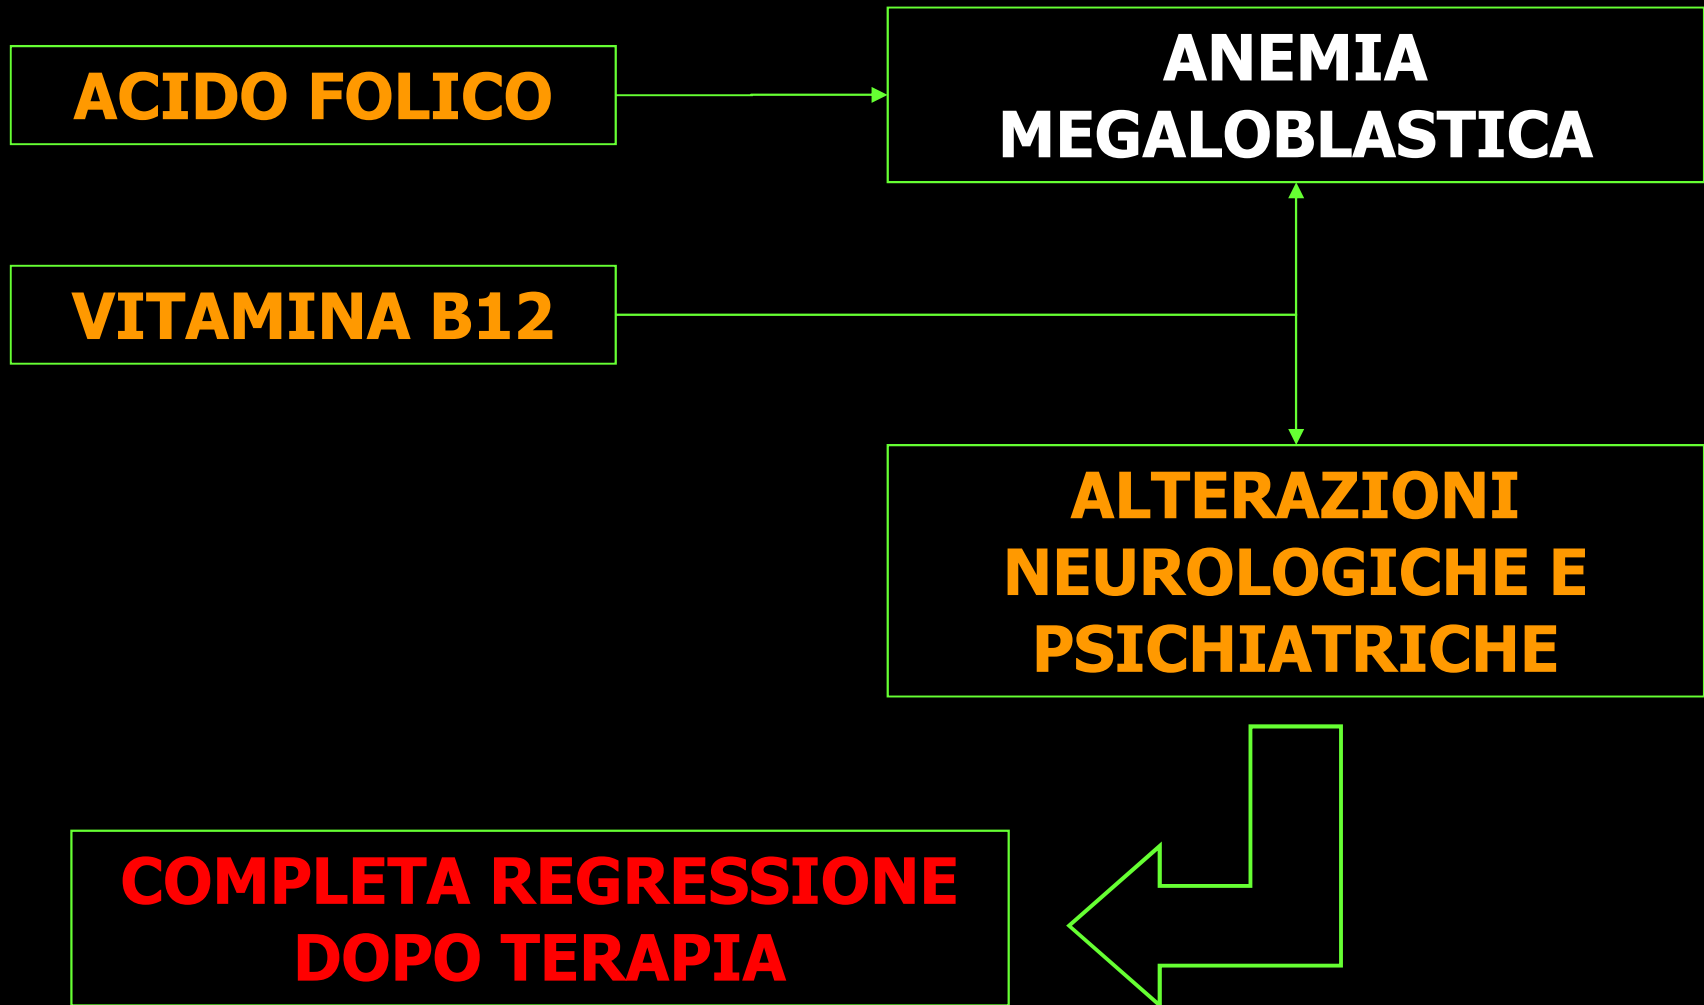 ACIDO FOLICO
ANEMIA
MEGALOBLASTICA
VITAMINA B12
ALTERAZIONI
NEUROLOGICHE E
PSICHIATRICHE
COMPLETA REGRESSIONE
DOPO TERAPIA